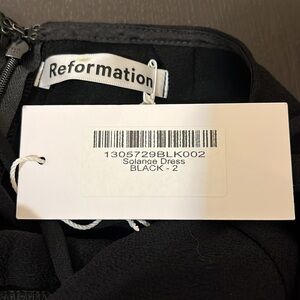 Reformation
1305729BLK002
Solange Dress
BLACK - 2